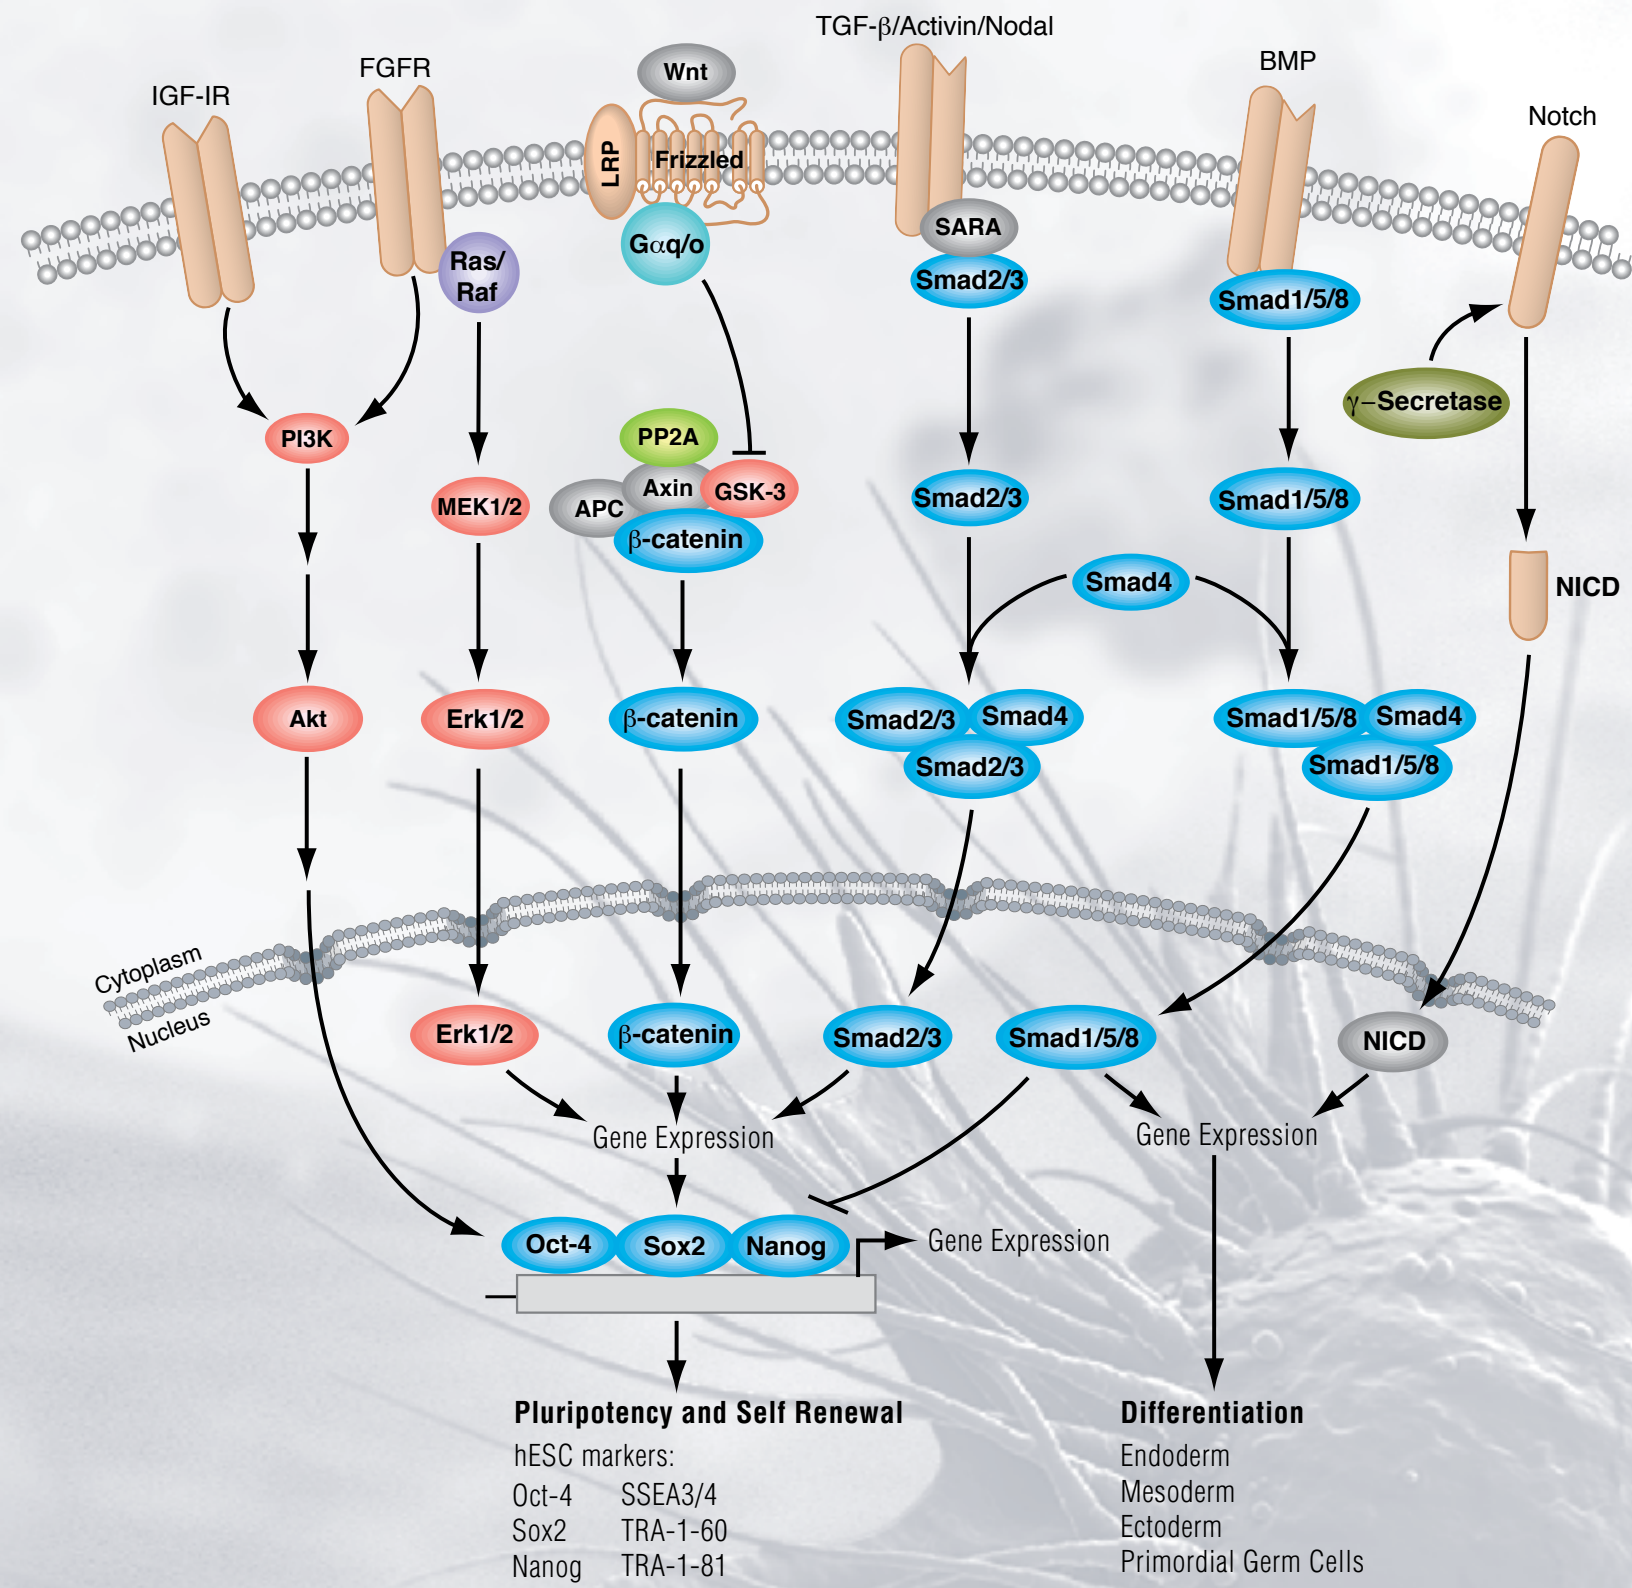 TGF-β/Activin/Nodal
FGFR
Wnt
BMP
IGF-IR
Notch
LRP
Frizzled
SARA
Gαq/o
Ras/
Raf
Smad2/3
Smad1/5/8
γ–Secretase
PI3K
PP2A
MEK1/2
APC
Axin
GSK-3
β-catenin
Smad2/3
Smad1/5/8
Smad4
NICD
Akt
Erk1/2
β-catenin
Smad2/3
Smad4
Smad2/3
Smad1/5/8
Smad4
Smad1/5/8
Cytoplasm
Nucleus
Erk1/2
β-catenin
Smad2/3
Smad1/5/8
NICD
Gene Expression
Gene Expression
Oct-4
Sox2
Nanog
Gene Expression
Pluripotency and Self Renewal
hESC markers:
Oct-4 SSEA3/4
Sox2 TRA-1-60
Nanog TRA-1-81
Differentiation
Endoderm
Mesoderm
Ectoderm
Primordial Germ Cells